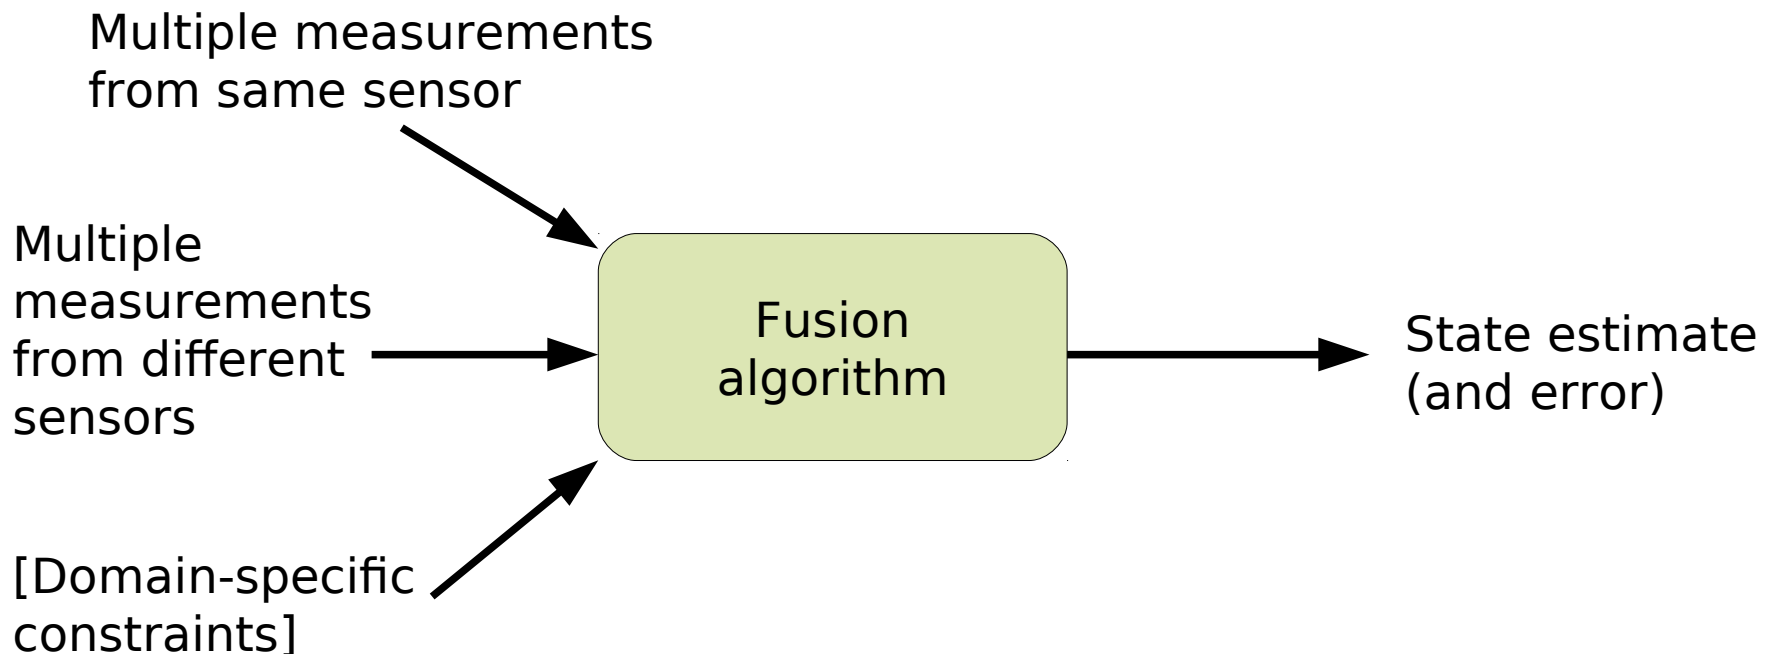 Multiple measurements
from same sensor
Multiple
measurements
from different
sensors
[Domain-specific
constraints]
Fusion
algorithm
State estimate
(and error)